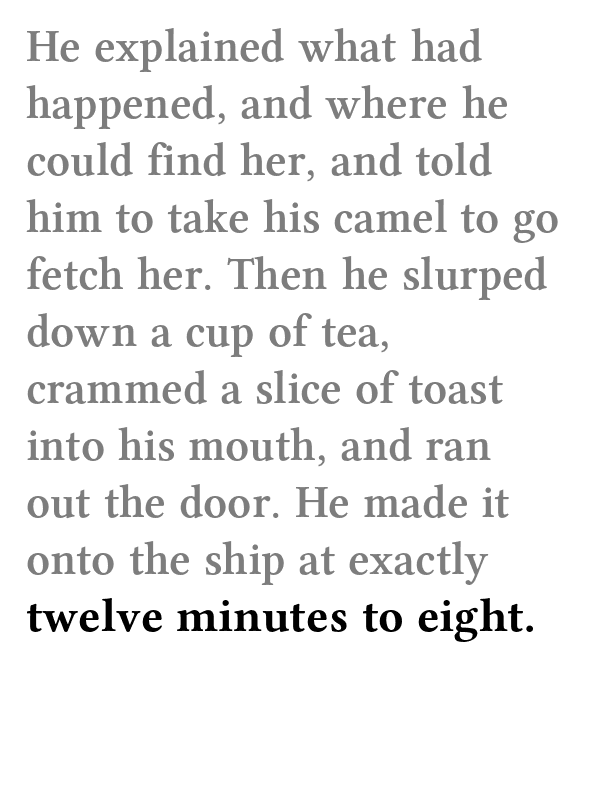 He explained what had
happened, and where he
could find her, and told
him to take his camel to go
fetch her. Then he slurped
down a cup of tea,
crammed a slice of toast
into his mouth, and ran
out the door. He made it
onto the ship at exactly
twelve minutes to eight.